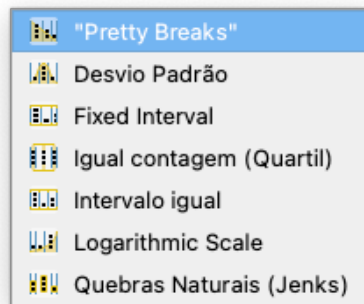 "Pretty Breaks"
Desvio Padrão
Fixed Interval
Igual contagem (Quartil)
Intervalo igual
Logarithmic Scale
Quebras Naturais (Jenks)